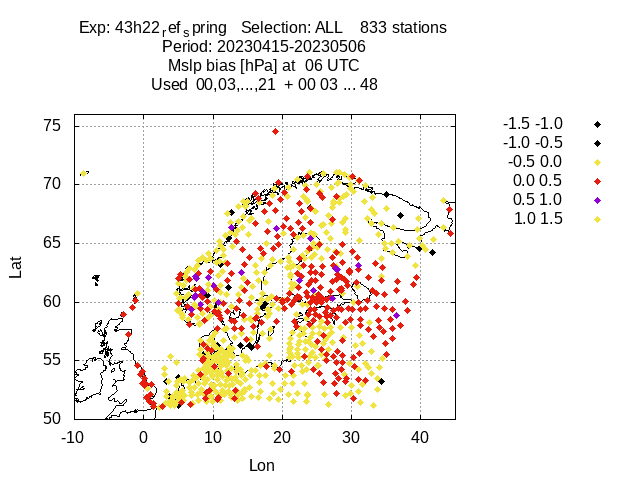 Exp: 43h22ref spring Selection: ALL 833 stations
Period: 20230415-20230506
Mslp bias [hPa] at 06 UTC
Used 00,03,...,21 + 00 03 ... 48
-1.5 -1.0
-1.0 -0.5
-0.5 0.0
0.0 0.5
0.5 1.0
1.0 1.5
75
70
65
60
55
50
Lat
-10 0 10 20 30 40
Lon